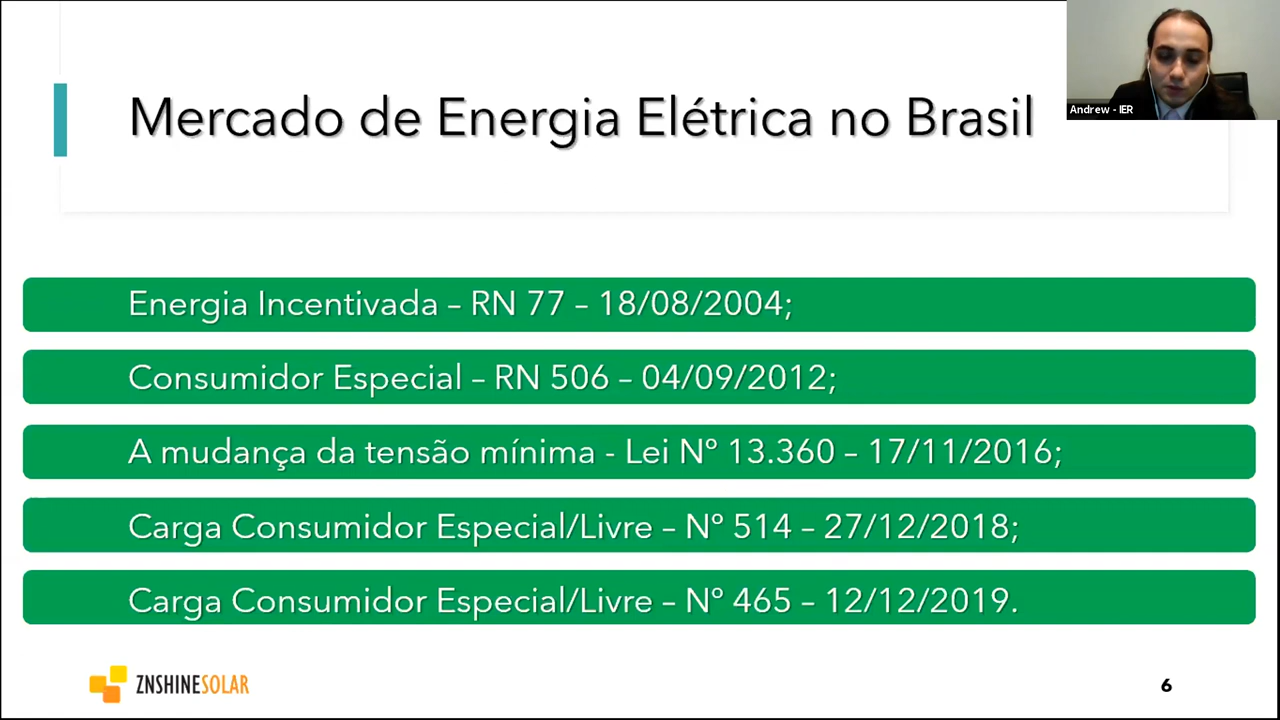 Mercado de Energia Elétrica no Brasil
Andrew - IER
Energia Incentivada – RN 77 – 18/08/2004;
Consumidor Especial – RN 506 – 04/09/2012;
A mudança da tensão mínima - Lei Nº 13.360 – 17/11/2016;
Carga Consumidor Especial/Livre – Nº 514 – 27/12/2018;
Carga Consumidor Especial/Livre – Nº 465 – 12/12/2019.
ZNSHINESOLAR
6